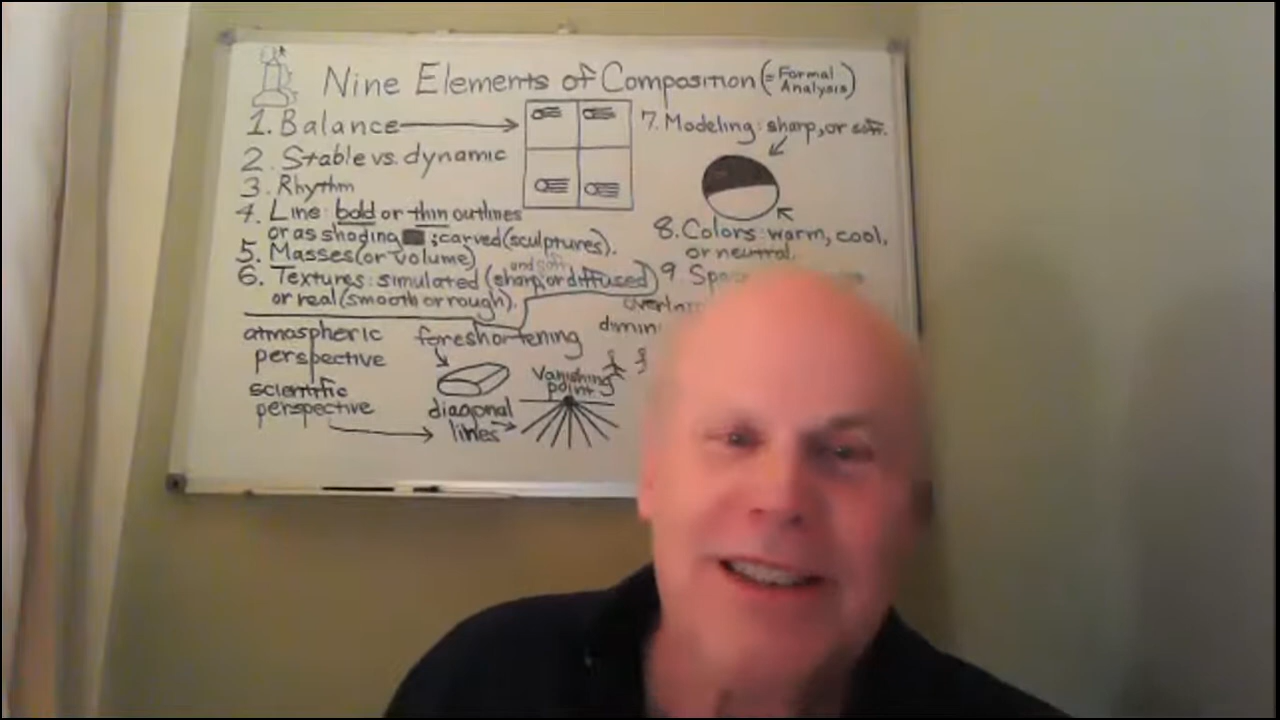 Nine Elements of Composition (= Formal Analysis)
1. Balance
2. Stable vs. dynamic
3. Rhythm
4. Line: bold or thin outlines
or as shading ; carved (sculptures).
5. Masses (or volume)
6. Textures: simulated (sharp, or diffused)
and soft
or real (smooth or rough).
atmospheric
perspective
scientific
perspective
foreshortening
diagonal
lines
Vanishing
point
7. Modeling: sharp, or soft.
8. Colors: warm, cool,
or neutral.
9